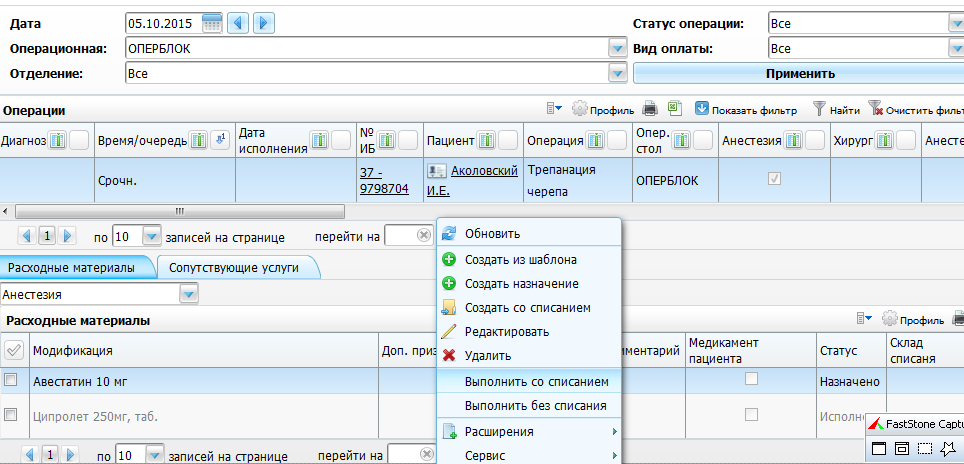 Дата 05.10.2015 Статус операции: Все
Операционная: ОПЕРБЛОК Вид оплаты: Все
Отделение: Все Применить
Операции Профиль Показать фильтр Найти Очистить фильт
Диагноз Время/очередь Дата исполнения № ИБ Пациент Операция Опер. стол Анестезия Хирург Анесте
Срочн. 37 - 9798704 Аколовский И.Е. Трепанация черепа ОПЕРБЛОК
1 по 10 записей на странице перейти на
Обновить
Создать из шаблона
Создать назначение
Создать со списанием
Редактировать
Удалить
Выполнить со списанием
Выполнить без списания
Расширения
Сервис
Расходные материалы Сопутствующие услуги
Анестезия
Расходные материалы Профиль
Модификация Доп. приз ментарий Медикамент пациента Статус Склад списаня
Авестатин 10 мг Назначено
Ципролет 250мг, таб. Исполне
FastStone Captu
1 по 10 записей на странице перейти на